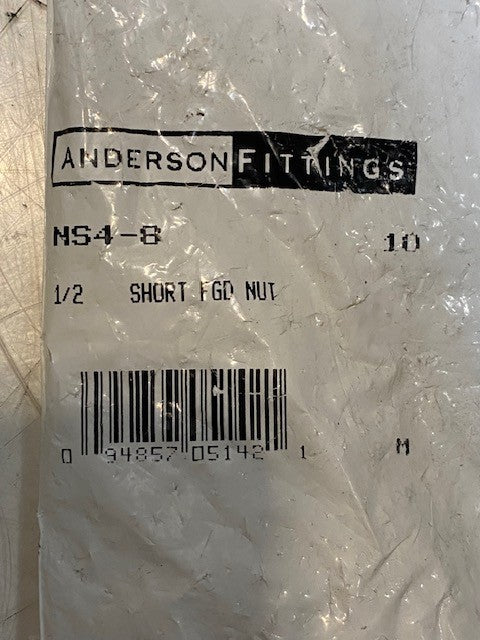 ANDERSON FITTINGS
NS4-8 10
1/2 SHORT FGD NUT
0 94857 05142 1 M